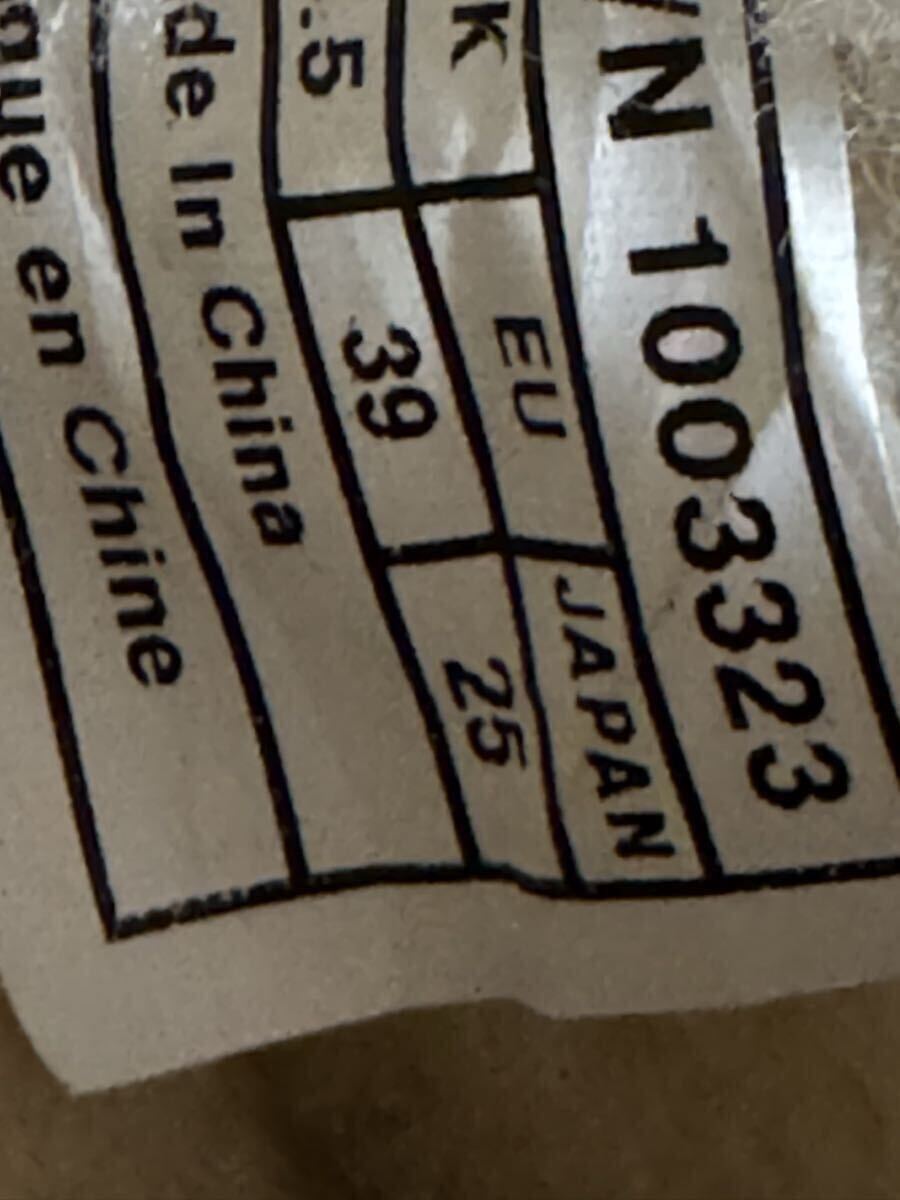 /N 1003323
K EU JAPAN
.5 39 25
de In China
que en Chine